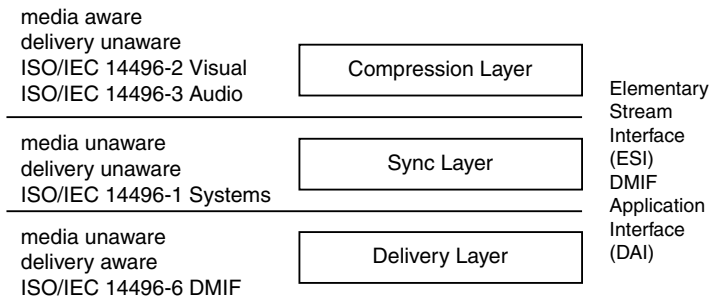 media aware
delivery unaware
ISO/IEC 14496-2 Visual
ISO/IEC 14496-3 Audio
Compression Layer
media unaware
delivery unaware
ISO/IEC 14496-1 Systems
Sync Layer
media unaware
delivery aware
ISO/IEC 14496-6 DMIF
Delivery Layer
Elementary
Stream
Interface
(ESI)
DMIF
Application
Interface
(DAI)